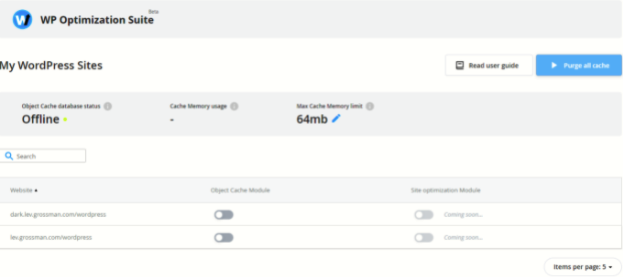 WP Optimization Suite Beta
My WordPress Sites
Read user guide
Purge all cache
Object Cache database status
Cache Memory usage
Max Cache Memory limit
Offline
-
64mb
Search
Website
Object Cache Module
Site optimization Module
dark.lev.grossman.com/wordpress
Coming soon...
lev.grossman.com/wordpress
Coming soon...
Items per page: 5